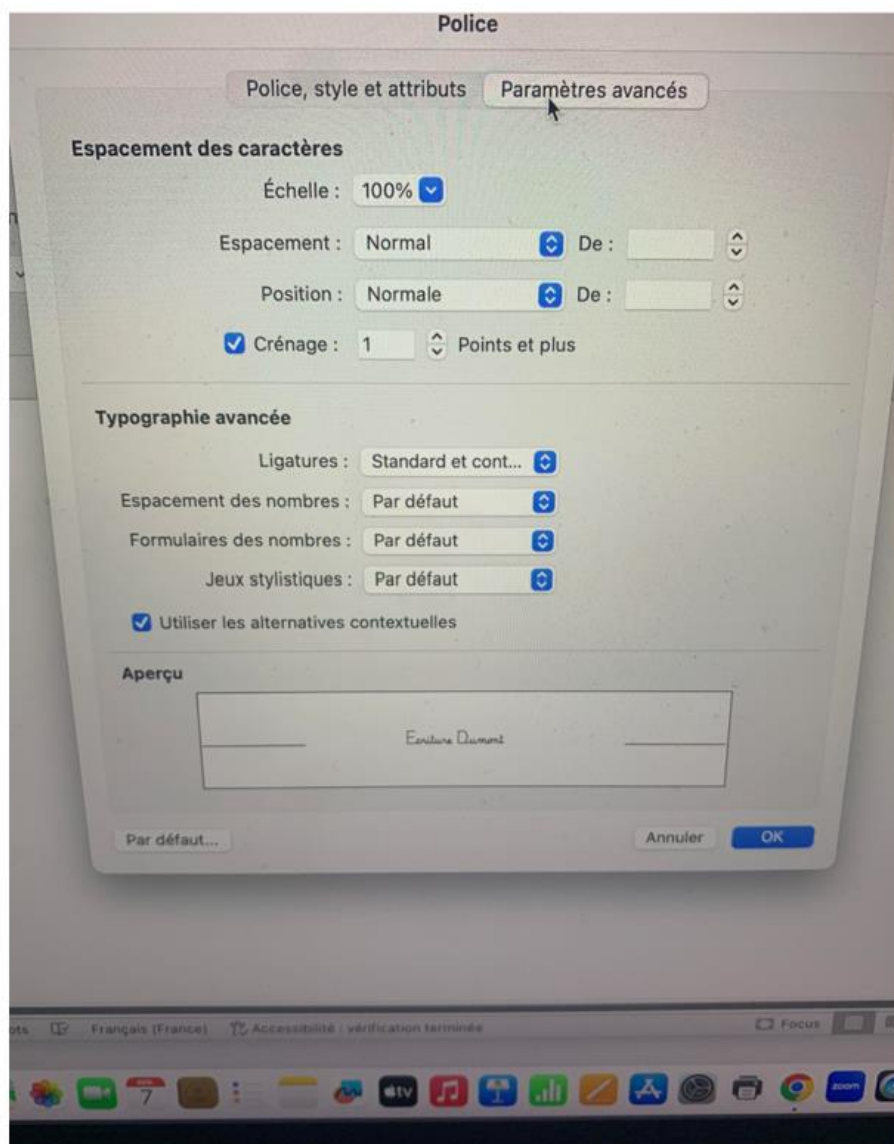 Police
Police, style et attributs Paramètres avancés
Espacement des caractères
Échelle : 100%
Espacement : Normal De :
Position : Normale De :
Crénage : 1 Points et plus
Typographie avancée
Ligatures : Standard et cont...
Espacement des nombres : Par défaut
Formulaires des nombres : Par défaut
Jeux stylistiques : Par défaut
Utiliser les alternatives contextuelles
Aperçu
Ecriture Dumont
Par défaut... Annuler OK
Français (France) Accessibilité : vérification terminée Focus
7 tv zoom